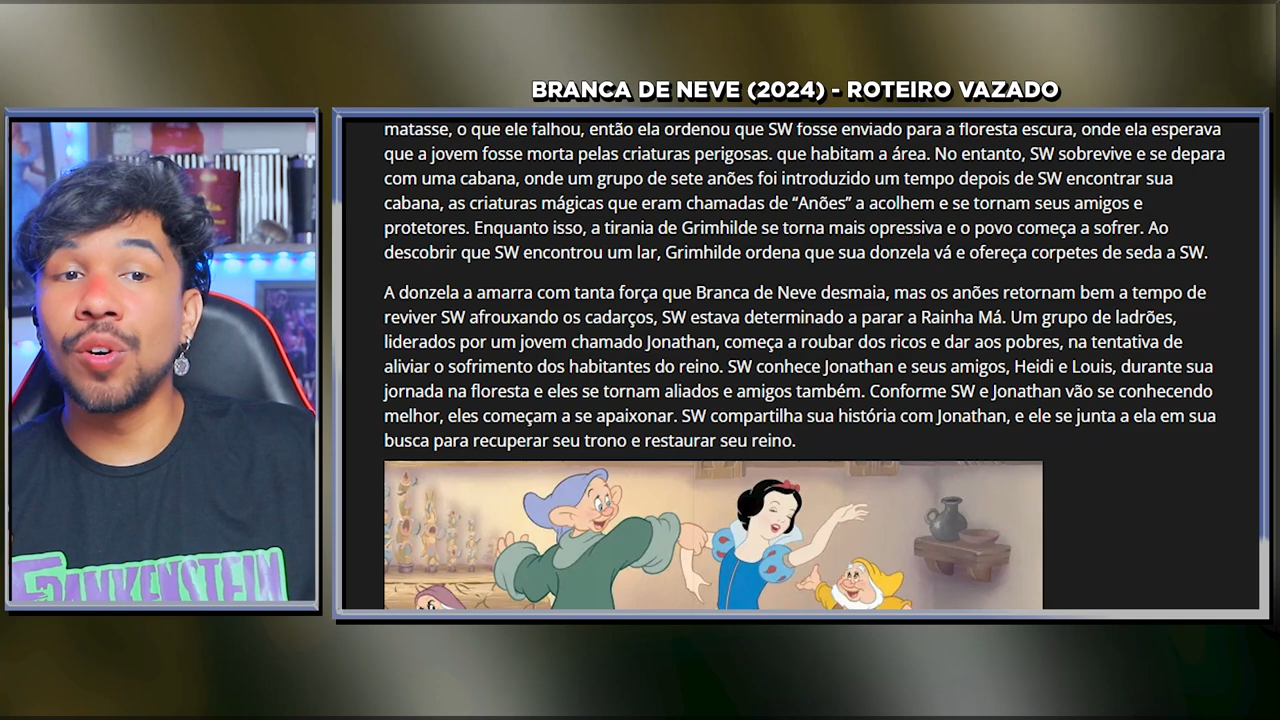 BRANCA DE NEVE (2024) - ROTEIRO VAZADO
matasse, o que ele falhou, então ela ordenou que SW fosse enviado para a floresta escura, onde ela esperava
que a jovem fosse morta pelas criaturas perigosas. que habitam a área. No entanto, SW sobrevive e se depara
com uma cabana, onde um grupo de sete anões foi introduzido um tempo depois de SW encontrar sua
cabana, as criaturas mágicas que eram chamadas de “Anões” a acolhem e se tornam seus amigos e
protetores. Enquanto isso, a tirania de Grimhilde se torna mais opressiva e o povo começa a sofrer. Ao
descobrir que SW encontrou um lar, Grimhilde ordena que sua donzela vá e ofereça corpetes de seda a SW.
A donzela a amarra com tanta força que Branca de Neve desmaia, mas os anões retornam bem a tempo de
reviver SW afrouxando os cadarços, SW estava determinado a parar a Rainha Má. Um grupo de ladrões,
liderados por um jovem chamado Jonathan, começa a roubar dos ricos e dar aos pobres, na tentativa de
aliviar o sofrimento dos habitantes do reino. SW conhece Jonathan e seus amigos, Heidi e Louis, durante sua
jornada na floresta e eles se tornam aliados e amigos também. Conforme SW e Jonathan vão se conhecendo
melhor, eles começam a se apaixonar. SW compartilha sua história com Jonathan, e ele se junta a ela em sua
busca para recuperar seu trono e restaurar seu reino.
FRANKENSTEIN